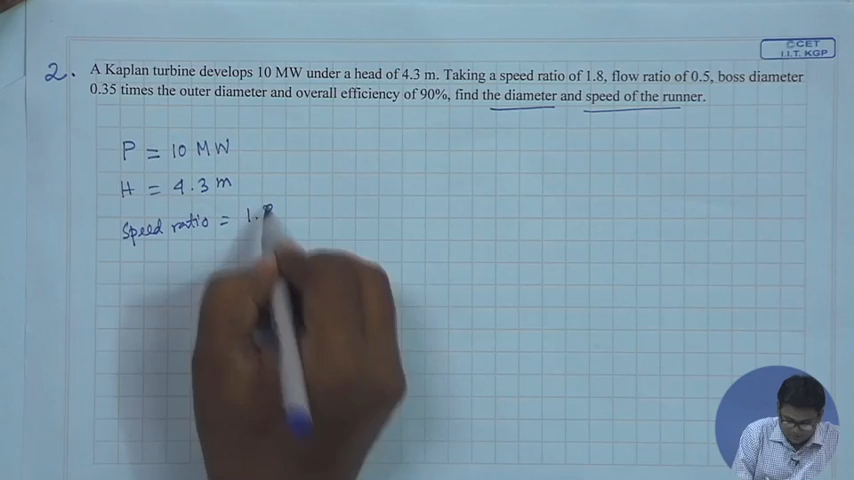 ©CET
I.I.T. KGP
2. A Kaplan turbine develops 10 MW under a head of 4.3 m. Taking a speed ratio of 1.8, flow ratio of 0.5, boss diameter
0.35 times the outer diameter and overall efficiency of 90%, find the diameter and speed of the runner.
P = 10 MW
H = 4.3 m
Speed ratio = 1.8